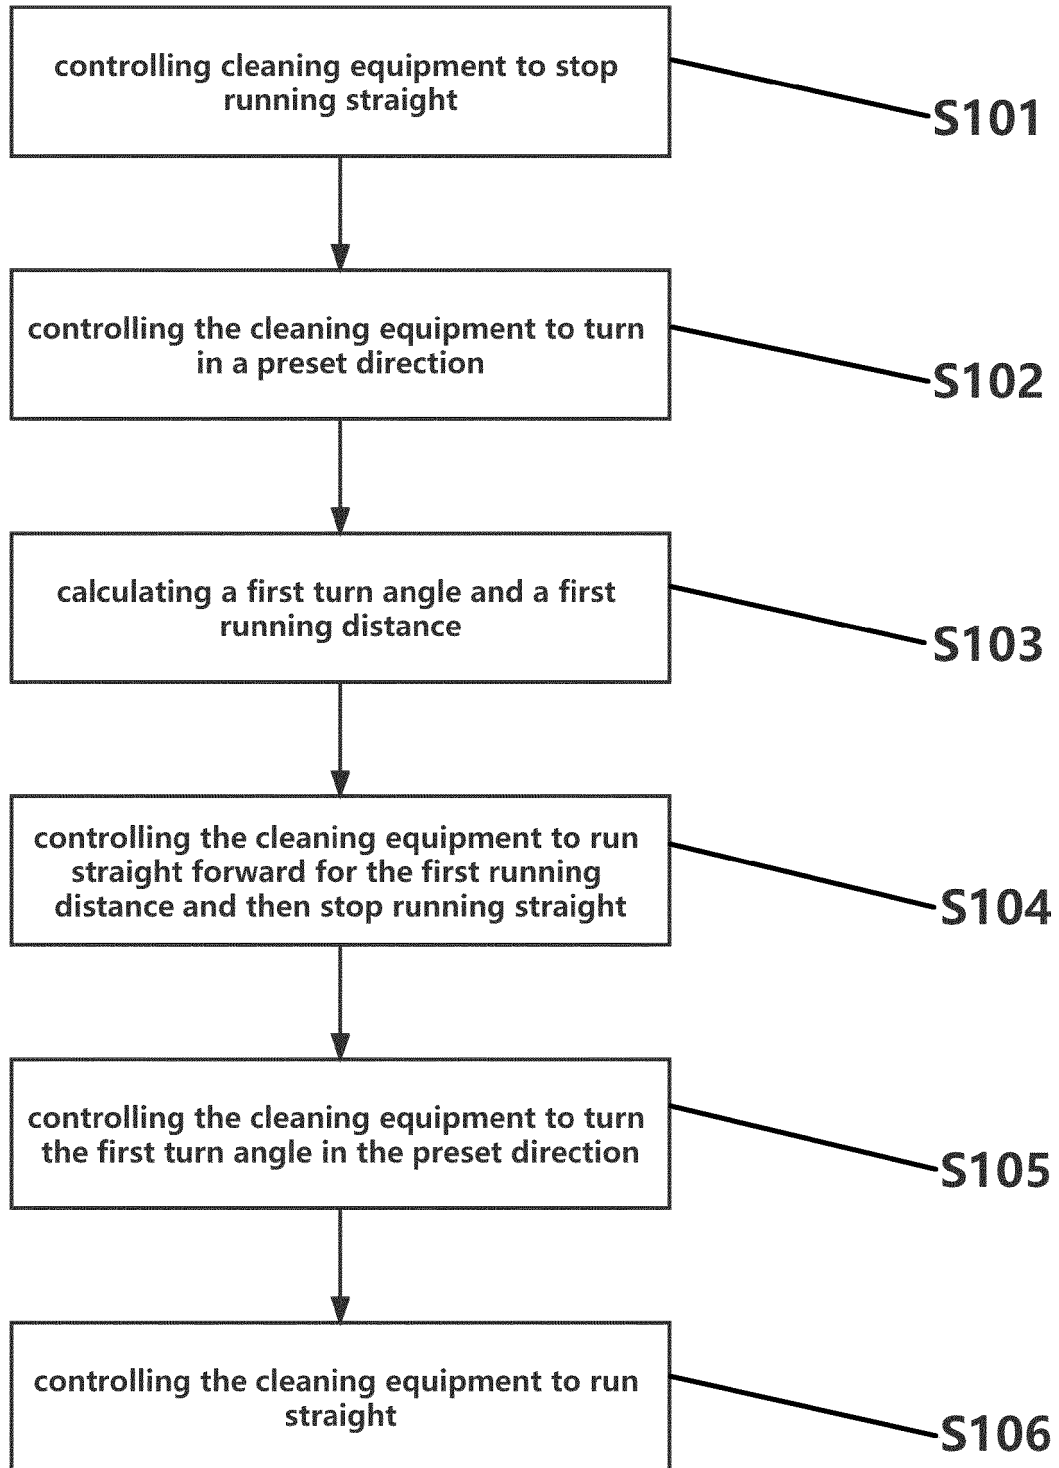 controlling cleaning equipment to stop
running straight
S101
controlling the cleaning equipment to turn
in a preset direction
S102
calculating a first turn angle and a first
running distance
S103
controlling the cleaning equipment to run
straight forward for the first running
distance and then stop running straight
S104
controlling the cleaning equipment to turn
the first turn angle in the preset direction
S105
controlling the cleaning equipment to run
straight
S106